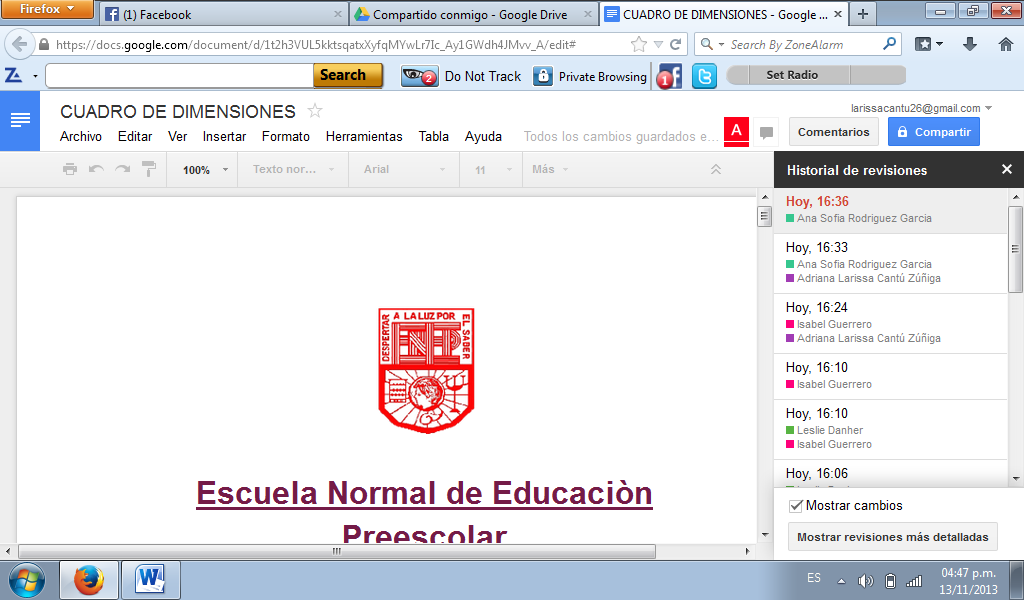 Firefox
(1) Facebook
Compartido conmigo - Google Drive
CUADRO DE DIMENSIONES - Google ...
https://docs.google.com/document/d/1t2h3VUL5kktsqatxXyfqMYwLr7Ic_Ay1GWdh4JMvv_A/edit#
Search By ZoneAlarm
Search
2
Do Not Track
Private Browsing
1
Set Radio
CUADRO DE DIMENSIONES
larissacantu26@gmail.com
Archivo Editar Ver Insertar Formato Herramientas Tabla Ayuda
Todos los cambios guardados e...
A
Comentarios
Compartir
100%
Texto nor...
Arial
11
Más
Historial de revisiones
Hoy, 16:36
Ana Sofia Rodriguez Garcia
Hoy, 16:33
Ana Sofia Rodriguez Garcia
Adriana Larissa Cantú Zúñiga
Hoy, 16:24
Isabel Guerrero
Adriana Larissa Cantú Zúñiga
Hoy, 16:10
Isabel Guerrero
Hoy, 16:10
Leslie Danher
Isabel Guerrero
Hoy, 16:06
Mostrar cambios
Mostrar revisiones más detalladas
DESPERTAR A LA LUZ POR EL SABER
ENEP
Escuela Normal de Educaciòn
Preescolar
ES
04:47 p.m.
13/11/2013